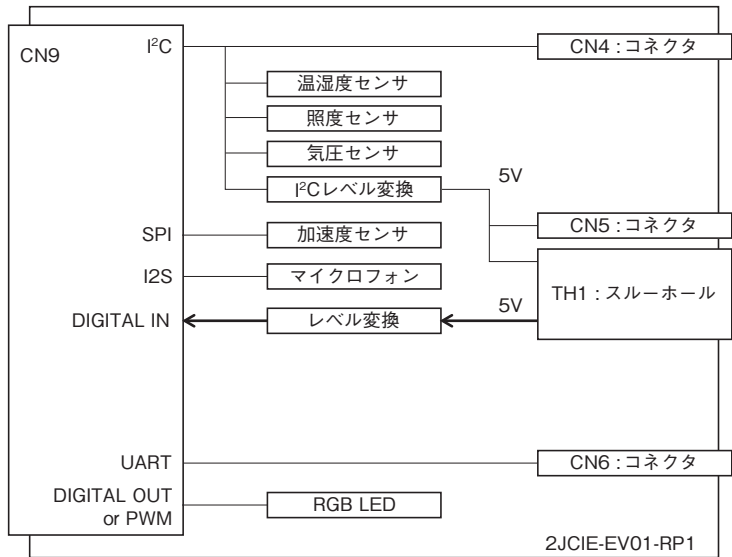 CN9
I²C
CN4 : コネクタ
温湿度センサ
照度センサ
気圧センサ
I²Cレベル変換
5V
CN5 : コネクタ
SPI
加速度センサ
I2S
マイクロフォン
TH1 : スルーホール
DIGITAL IN
レベル変換
5V
UART
CN6 : コネクタ
DIGITAL OUT
or PWM
RGB LED
2JCIE-EV01-RP1